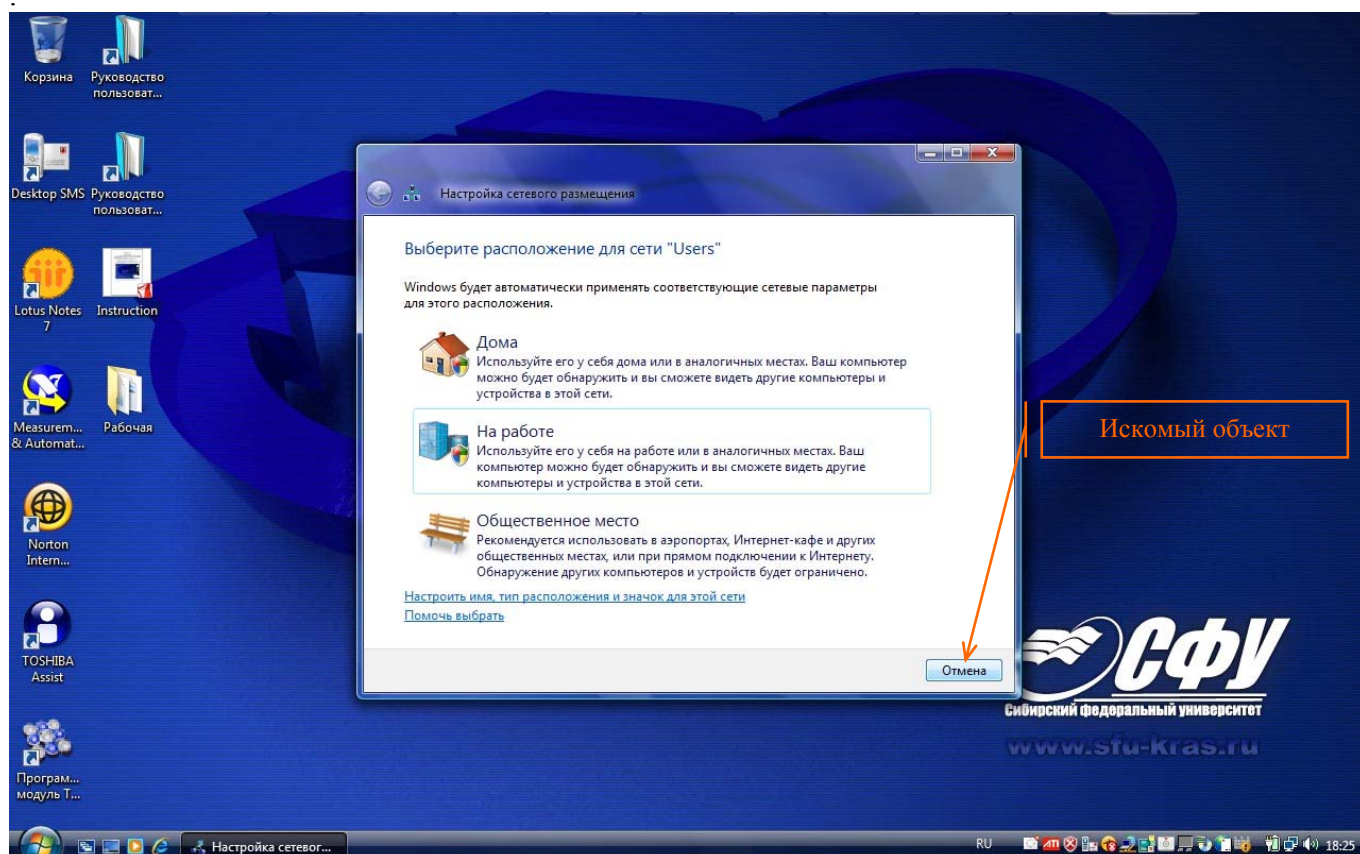 .
Корзина
Руководство
пользоват...
Desktop SMS
Руководство
пользоват...
Lotus Notes
7
Instruction
Measurem...
& Automat...
Рабочая
Norton
Intern...
TOSHIBA
Assist
Програм...
модуль T...
Настройка сетевого размещения
Выберите расположение для сети "Users"
Windows будет автоматически применять соответствующие сетевые параметры
для этого расположения.
Дома
Используйте его у себя дома или в аналогичных местах. Ваш компьютер
можно будет обнаружить и вы сможете видеть другие компьютеры и
устройства в этой сети.
На работе
Используйте его у себя на работе или в аналогичных местах. Ваш
компьютер можно будет обнаружить и вы сможете видеть другие
компьютеры и устройства в этой сети.
Общественное место
Рекомендуется использовать в аэропортах, Интернет-кафе и других
общественных местах, или при прямом подключении к Интернету.
Обнаружение других компьютеров и устройств будет ограничено.
Настроить имя, тип расположения и значок для этой сети
Помочь выбрать
Отмена
Искомый объект
СФУ
Сибирский федеральный университет
www.sfu-kras.ru
Настройка сетевог...
RU
ATI
18:25